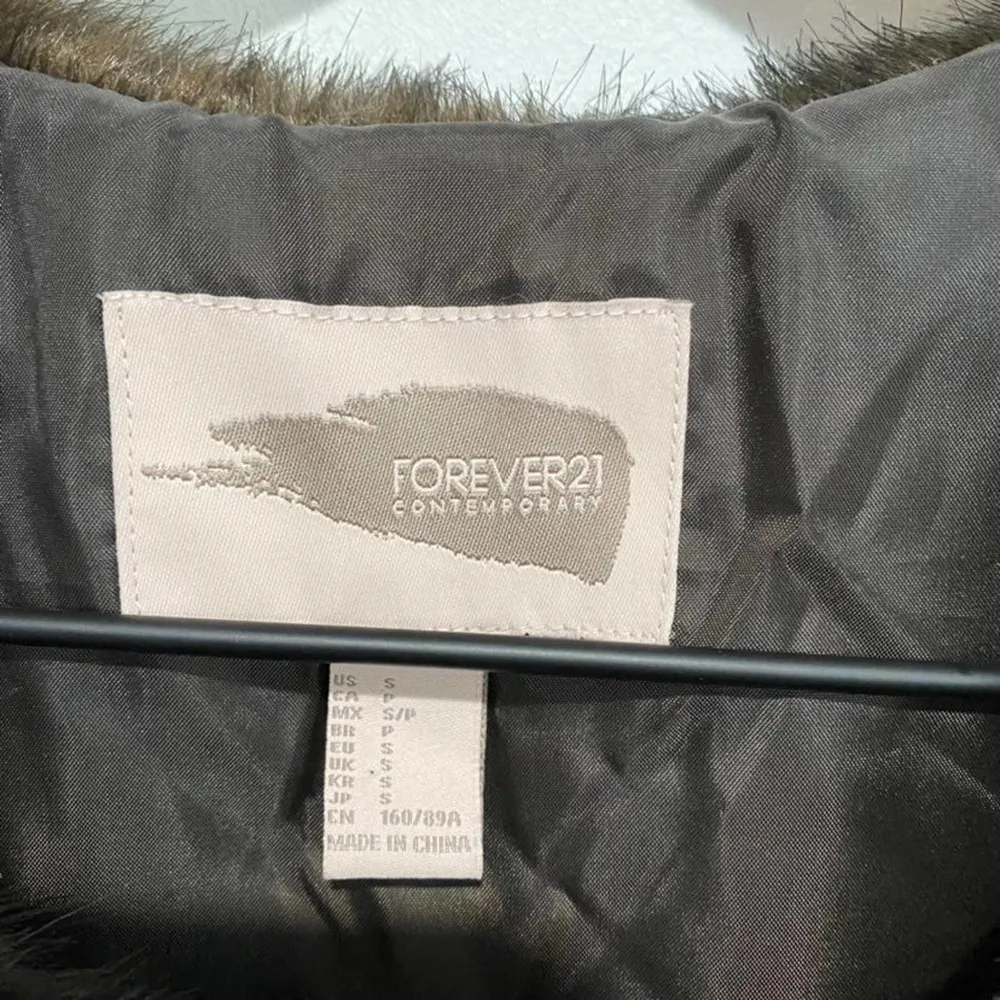 FOREVER21
CONTEMPORARY
US S
CA P
MX S/P
BR P
EU S
UK S
KR S
JP S
CN 160/89A
MADE IN CHINA